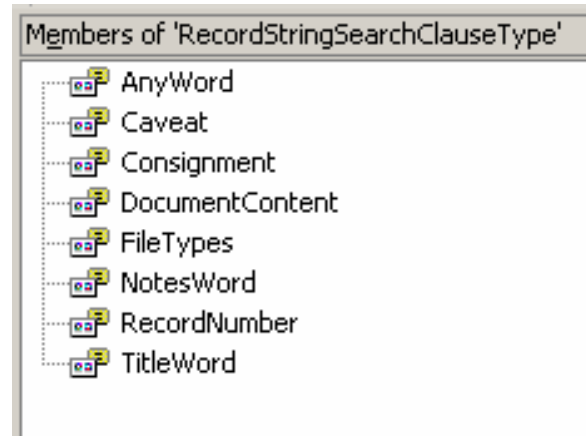 Members of 'RecordStringSearchClauseType'
AnyWord
Caveat
Consignment
DocumentContent
FileTypes
NotesWord
RecordNumber
TitleWord